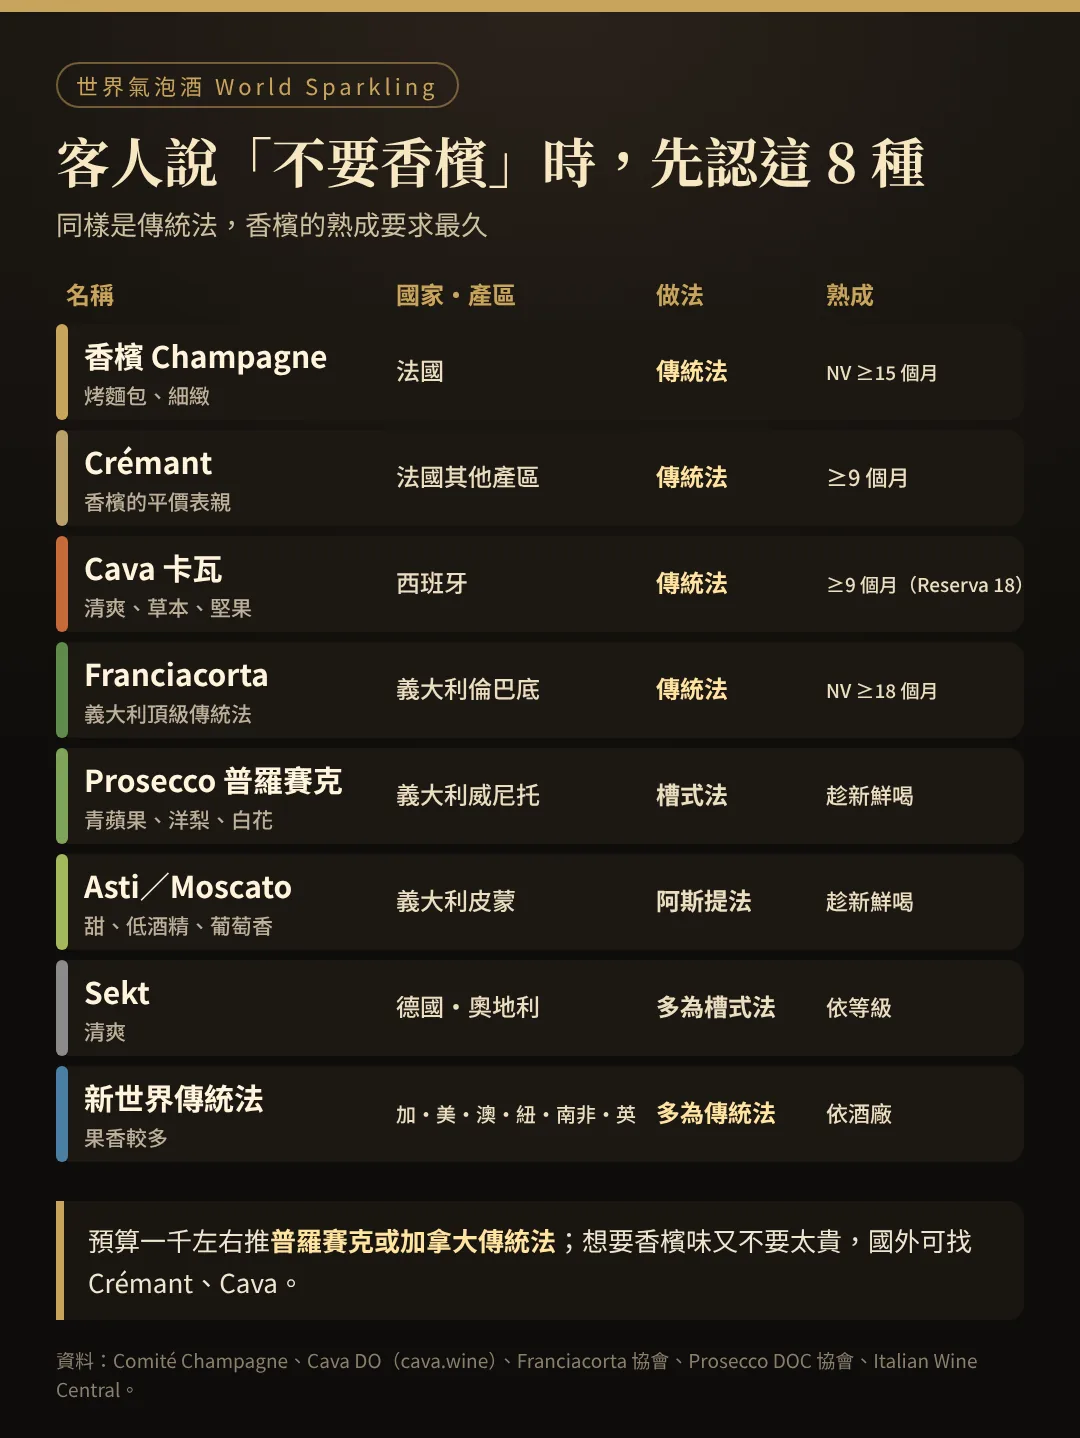 世界氣泡酒 World Sparkling
客人說「不要香檳」時，先認這 8 種
同樣是傳統法，香檳的熟成要求最久
名稱 國家・產區 做法 熟成
香檳 Champagne 法國 傳統法 NV ≥15 個月
烤麵包、細緻
Crémant 法國其他產區 傳統法 ≥9 個月
香檳的平價表親
Cava 卡瓦 西班牙 傳統法 ≥9 個月（Reserva 18）
清爽、草本、堅果
Franciacorta 義大利倫巴底 傳統法 NV ≥18 個月
義大利頂級傳統法
Prosecco 普羅賽克 義大利威尼托 槽式法 趁新鮮喝
青蘋果、洋梨、白花
Asti／Moscato 義大利皮蒙 阿斯提法 趁新鮮喝
甜、低酒精、葡萄香
Sekt 德國・奧地利 多為槽式法 依等級
清爽
新世界傳統法 加・美・澳・紐・南非・英 多為傳統法 依酒廠
果香較多
預算一千左右推普羅賽克或加拿大傳統法；想要香檳味又不要太貴，國外可找
Crémant、Cava。
資料：Comité Champagne、Cava DO（cava.wine）、Franciacorta 協會、Prosecco DOC 協會、Italian Wine
Central。